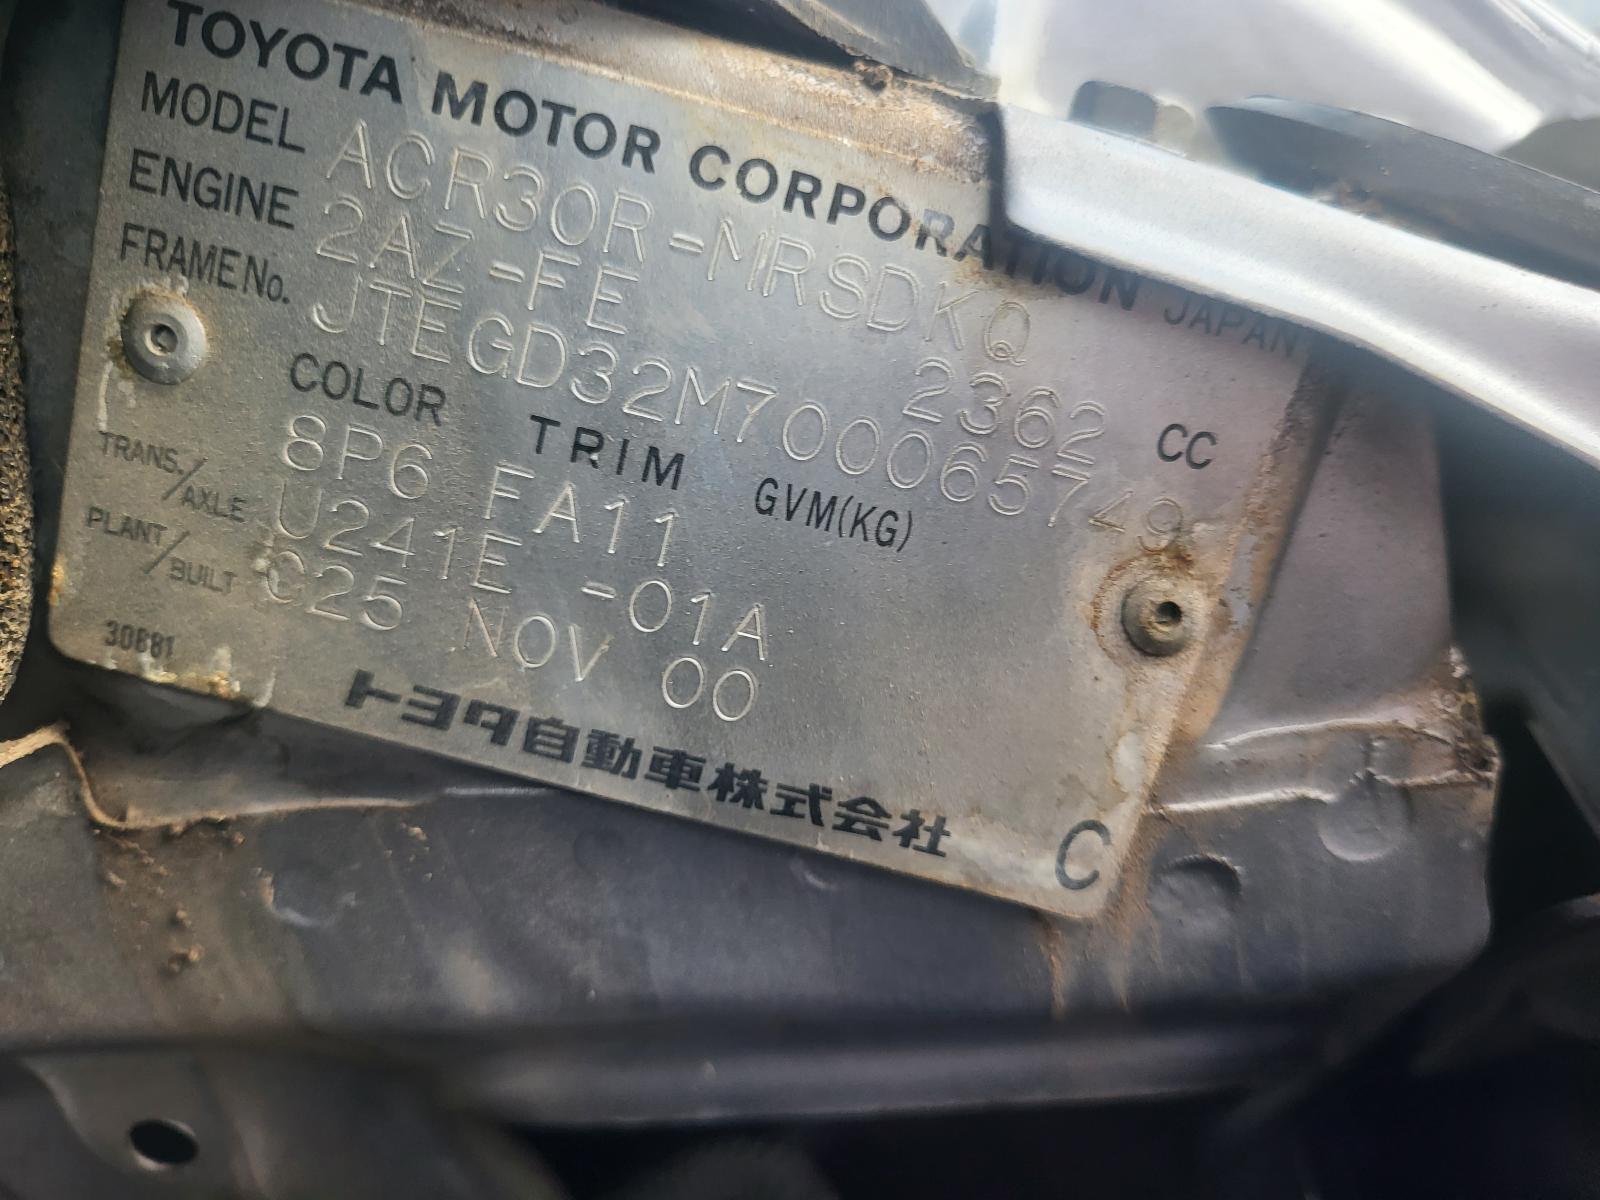 TOYOTA MOTOR CORPORATION JAPAN
MODEL ACR30R-MRSDKQ
ENGINE 2AZ-FE 2362 CC
FRAME No. JTEGD32M700065749
COLOR TRIM GVM(KG)
8P6 FA11
TRANS./AXLE U241E -01A
PLANT/BUILT C25 NOV 00
30681
トヨタ自動車株式会社 C